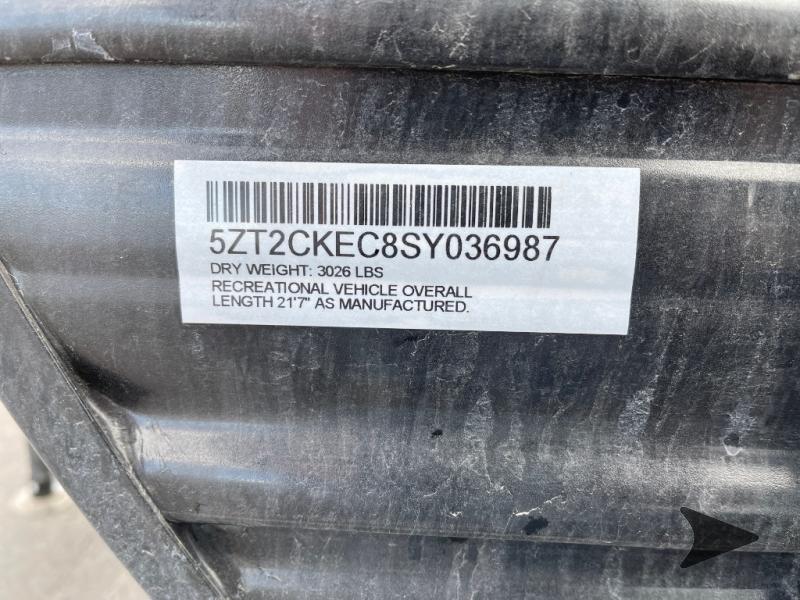 5ZT2CKEC8SY036987
DRY WEIGHT: 3026 LBS
RECREATIONAL VEHICLE OVERALL
LENGTH 21'7" AS MANUFACTURED.